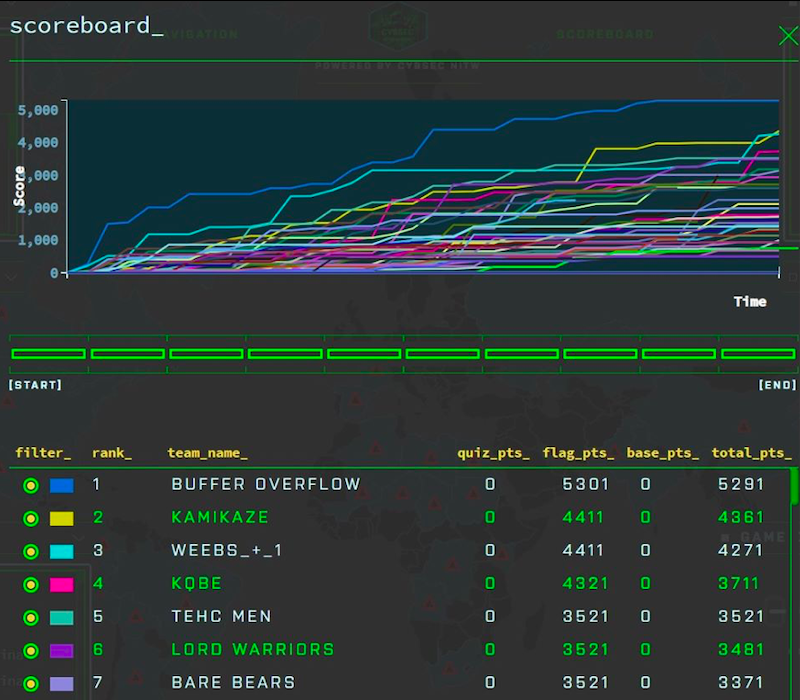 scoreboard_
NAVIGATION
SCOREBOARD
POWERED BY CYBSEC NITW
5,000
4,000
3,000
2,000
1,000
0
Score
Time
[START] [END]
filter_ rank_ team_name_ quiz_pts_ flag_pts_ base_pts_ total_pts_
1 BUFFER OVERFLOW 0 5301 0 5291
2 KAMIKAZE 0 4411 0 4361
3 WEEBS_+_1 0 4411 0 4271
GAME
4 KQBE 0 4321 0 3711
5 TEHC MEN 0 3521 0 3521
6 LORD WARRIORS 0 3521 0 3481
7 BARE BEARS 0 3521 0 3371